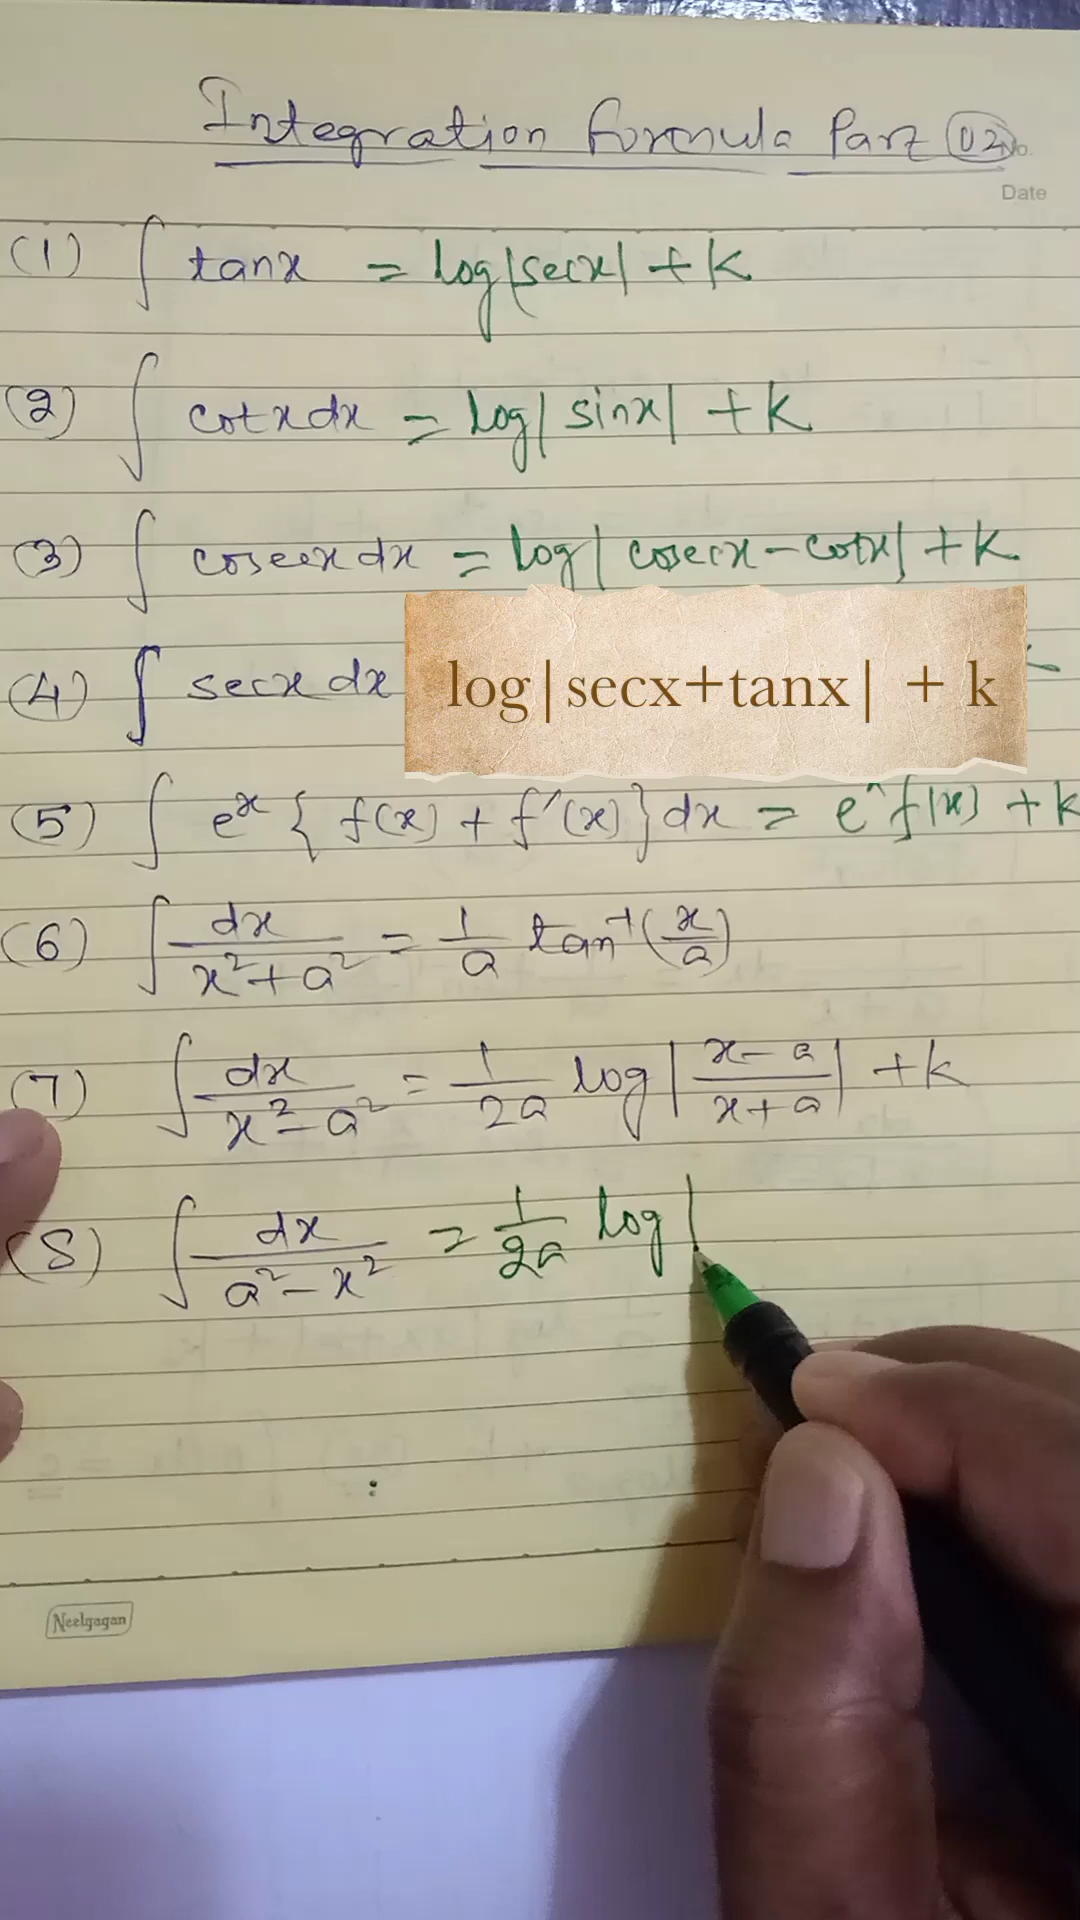 Integration formula Part 02
No.
Date
(1) ∫ tanx = log|secx| + k
(2) ∫ cotx dx = log|sinx| + k
(3) ∫ cosecx dx = log|cosecx - cotx| + k
(4) ∫ secx dx log|secx+tanx| + k
(5) ∫ e^x { f(x) + f'(x) } dx = e^x f(x) + k
(6) ∫ dx/(x²+a²) = 1/a tan⁻¹(x/a)
(7) ∫ dx/(x²-a²) = 1/2a log|(x-a)/(x+a)| + k
(8) ∫ dx/(a²-x²) = 1/2a log|
Neelgagan